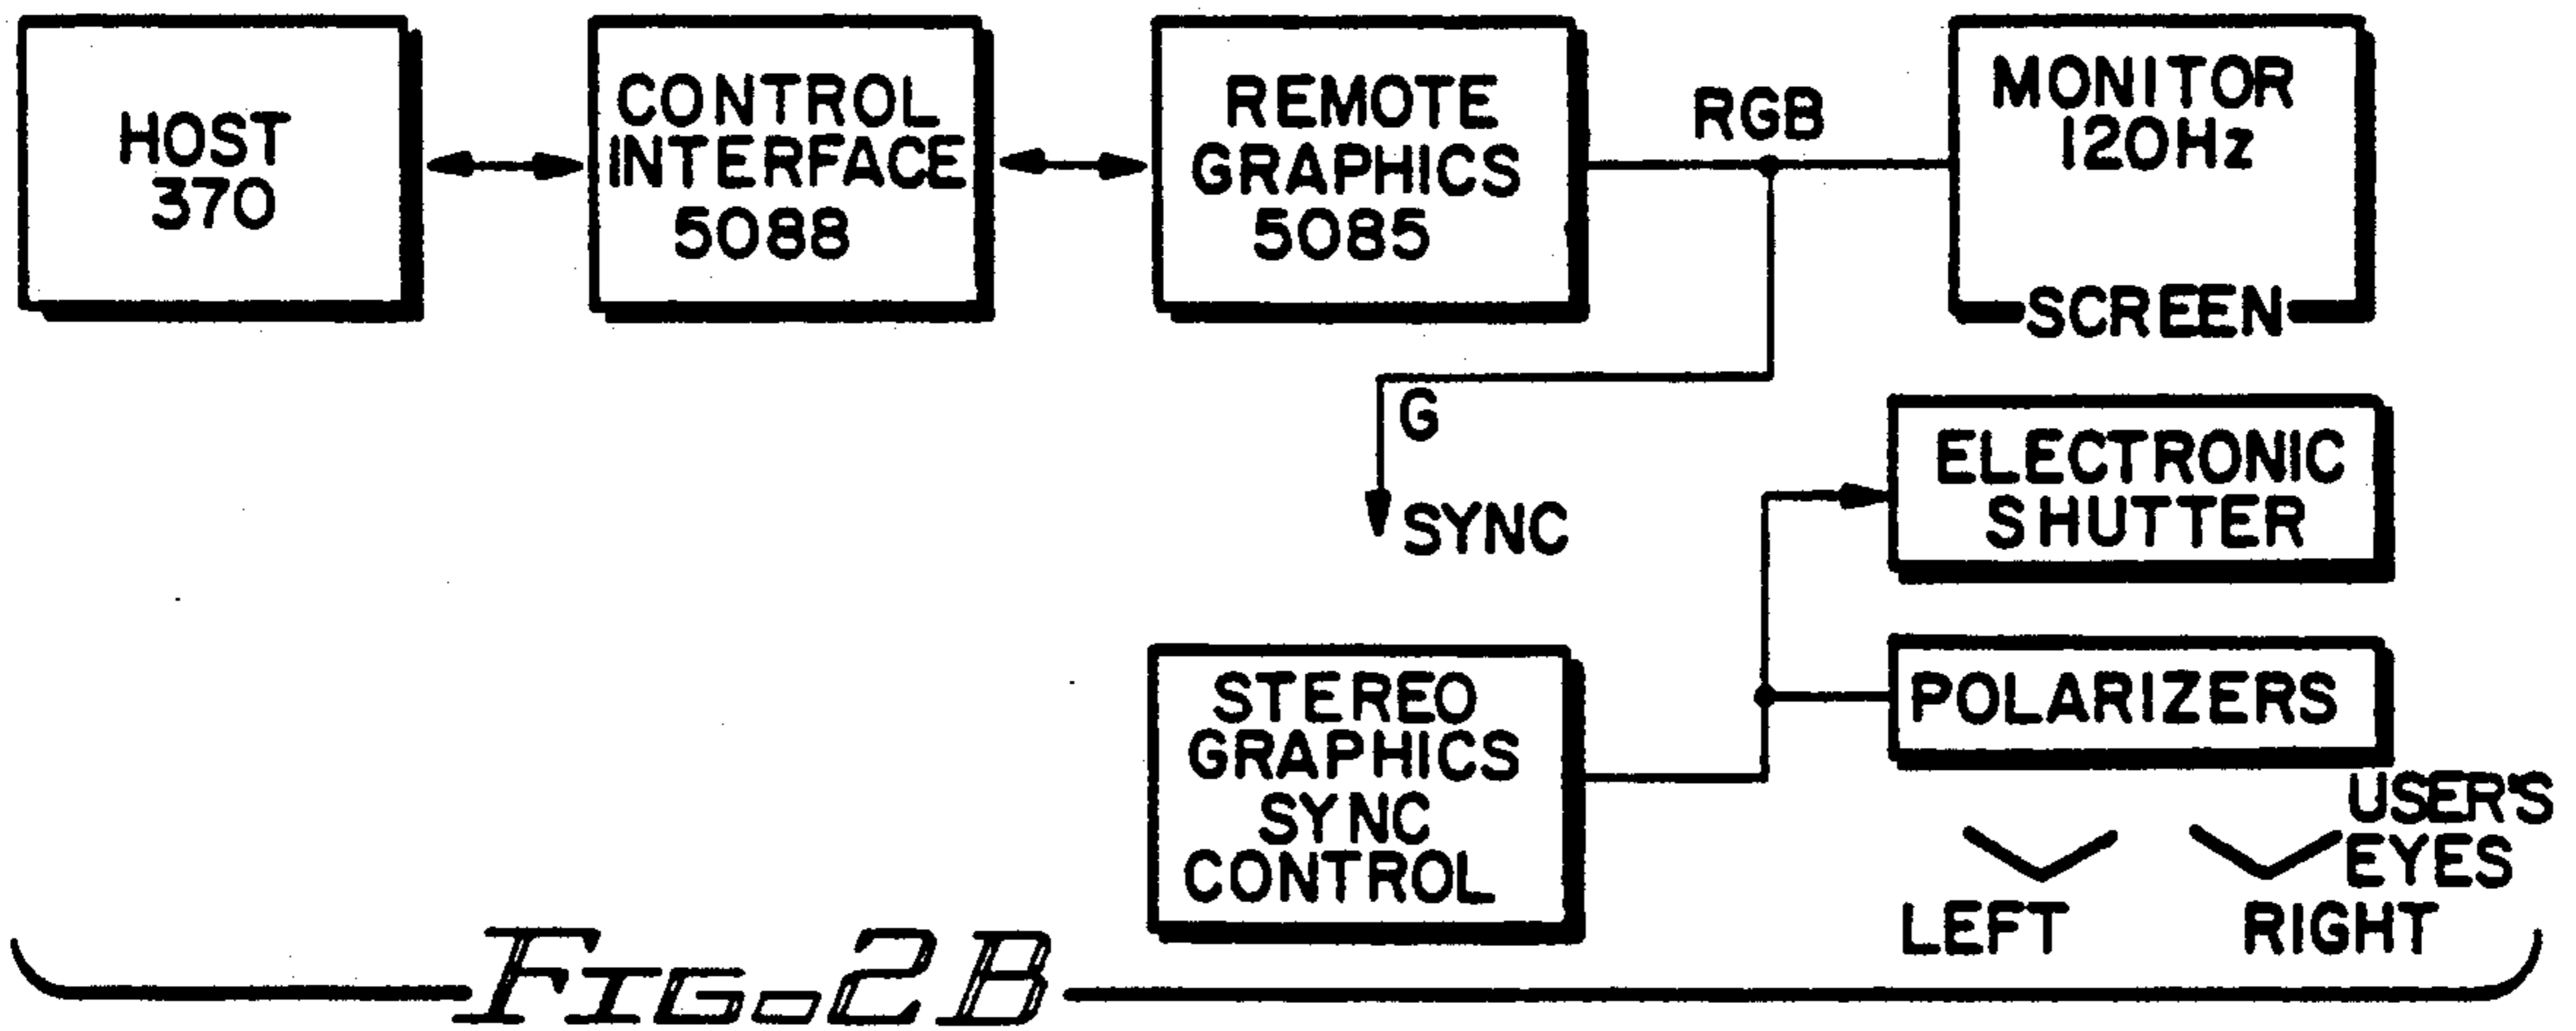 HOST
370
CONTROL
INTERFACE
5088
REMOTE
GRAPHICS
5085
RGB
MONITOR
120Hz
SCREEN
G
SYNC
ELECTRONIC
SHUTTER
STEREO
GRAPHICS
SYNC
CONTROL
POLARIZERS
USER'S
EYES
LEFT
RIGHT
FIG. 2B